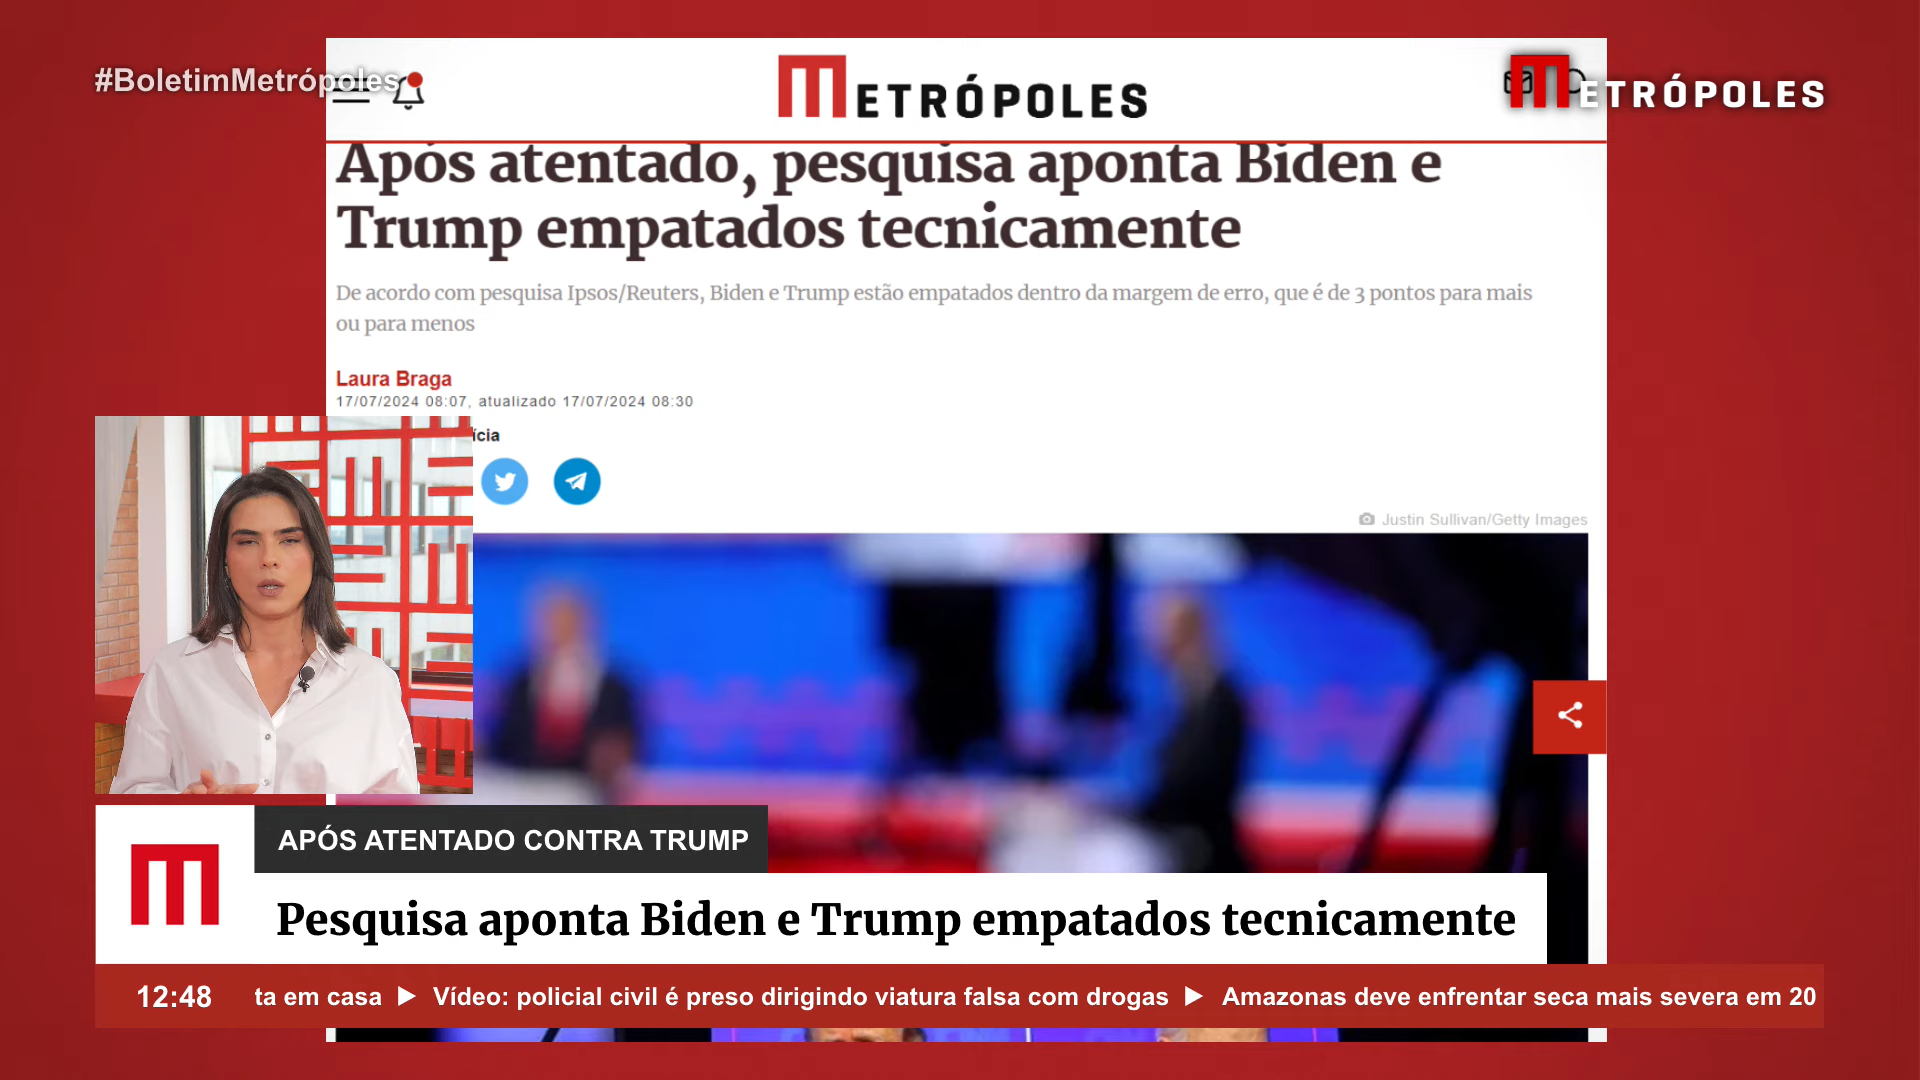 #BoletimMetrópoles
METRÓPOLES
METRÓPOLES
Após atentado, pesquisa aponta Biden e
Trump empatados tecnicamente
De acordo com pesquisa Ipsos/Reuters, Biden e Trump estão empatados dentro da margem de erro, que é de 3 pontos para mais
ou para menos
Laura Braga
17/07/2024 08:07, atualizado 17/07/2024 08:30
ícia
Justin Sullivan/Getty Images
M
APÓS ATENTADO CONTRA TRUMP
Pesquisa aponta Biden e Trump empatados tecnicamente
12:48 ta em casa ▶ Vídeo: policial civil é preso dirigindo viatura falsa com drogas ▶ Amazonas deve enfrentar seca mais severa em 20